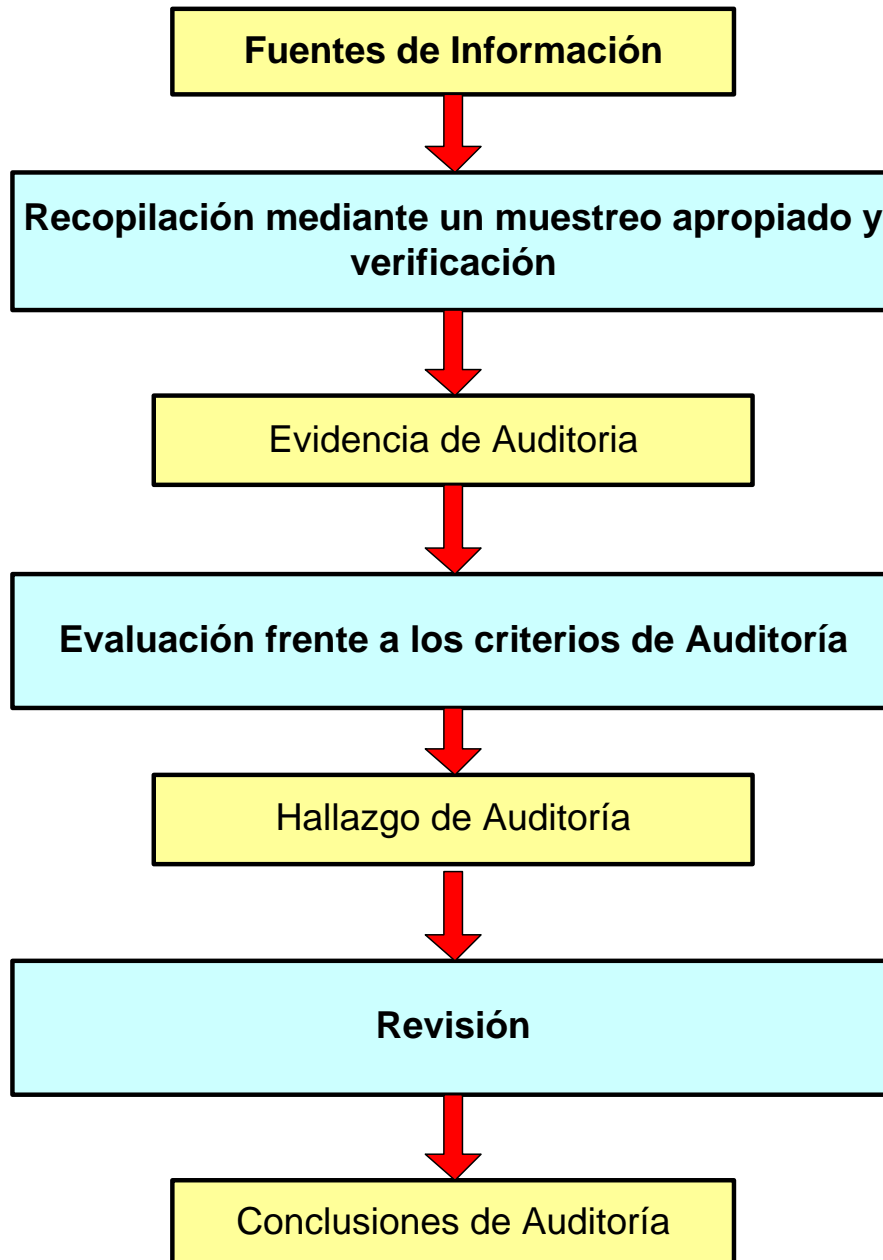 Fuentes de Información
Recopilación mediante un muestreo apropiado y
verificación
Evidencia de Auditoria
Evaluación frente a los criterios de Auditoría
Hallazgo de Auditoría
Revisión
Conclusiones de Auditoría